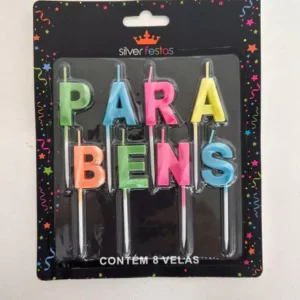 silver festas
PARA
BENS
CONTÉM 8 VELAS